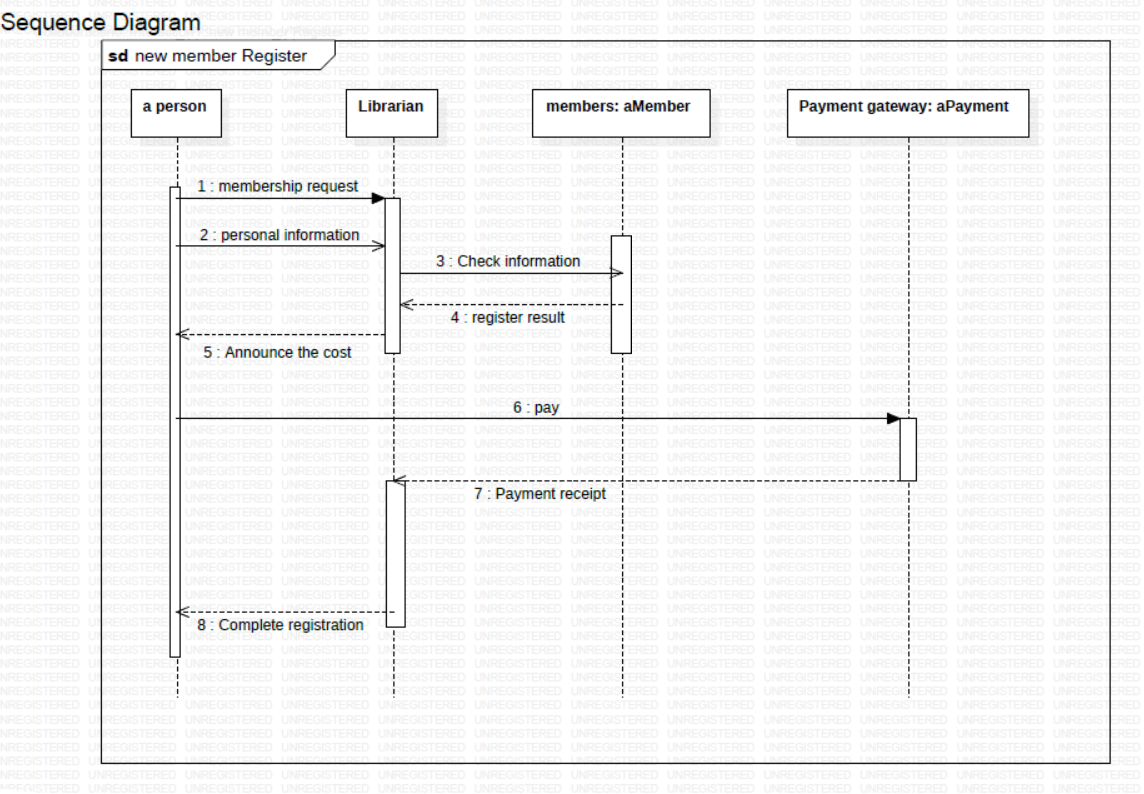 Sequence Diagram
sd new member Register
a person
Librarian
members: aMember
Payment gateway: aPayment
1 : membership request
2 : personal information
3 : Check information
4 : register result
5 : Announce the cost
6 : pay
7 : Payment receipt
8 : Complete registration
UNREGISTERED